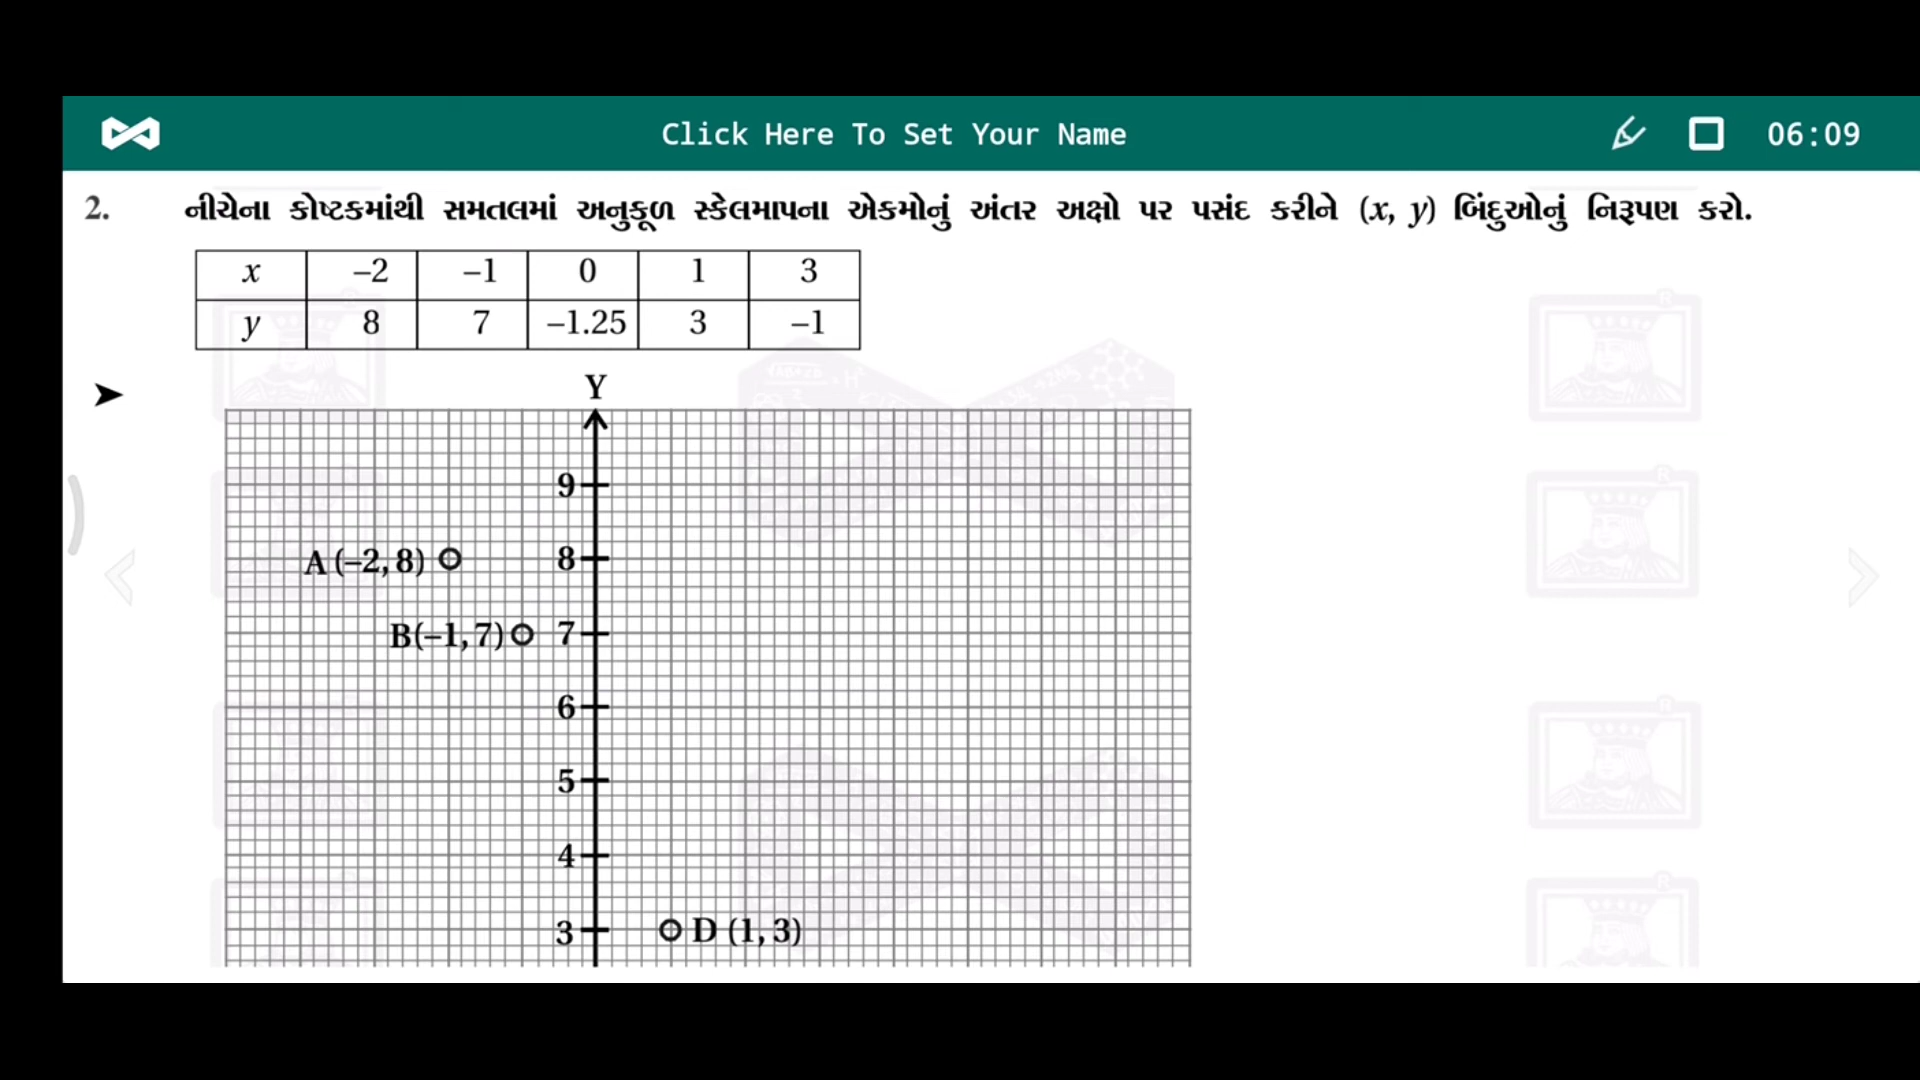 Click Here To Set Your Name
06:09
2. નીચેના કોષ્ટકમાંથી સમતલમાં અનુકૂળ સ્કેલમાપના એકમોનું અંતર અક્ષો પર પસંદ કરીને (x, y) બિંદુઓનું નિરૂપણ કરો.
x –2 –1 0 1 3
y 8 7 –1.25 3 –1
➤
Y
9
A (–2, 8) 8
B(–1, 7) 7
6
5
4
3 D (1, 3)